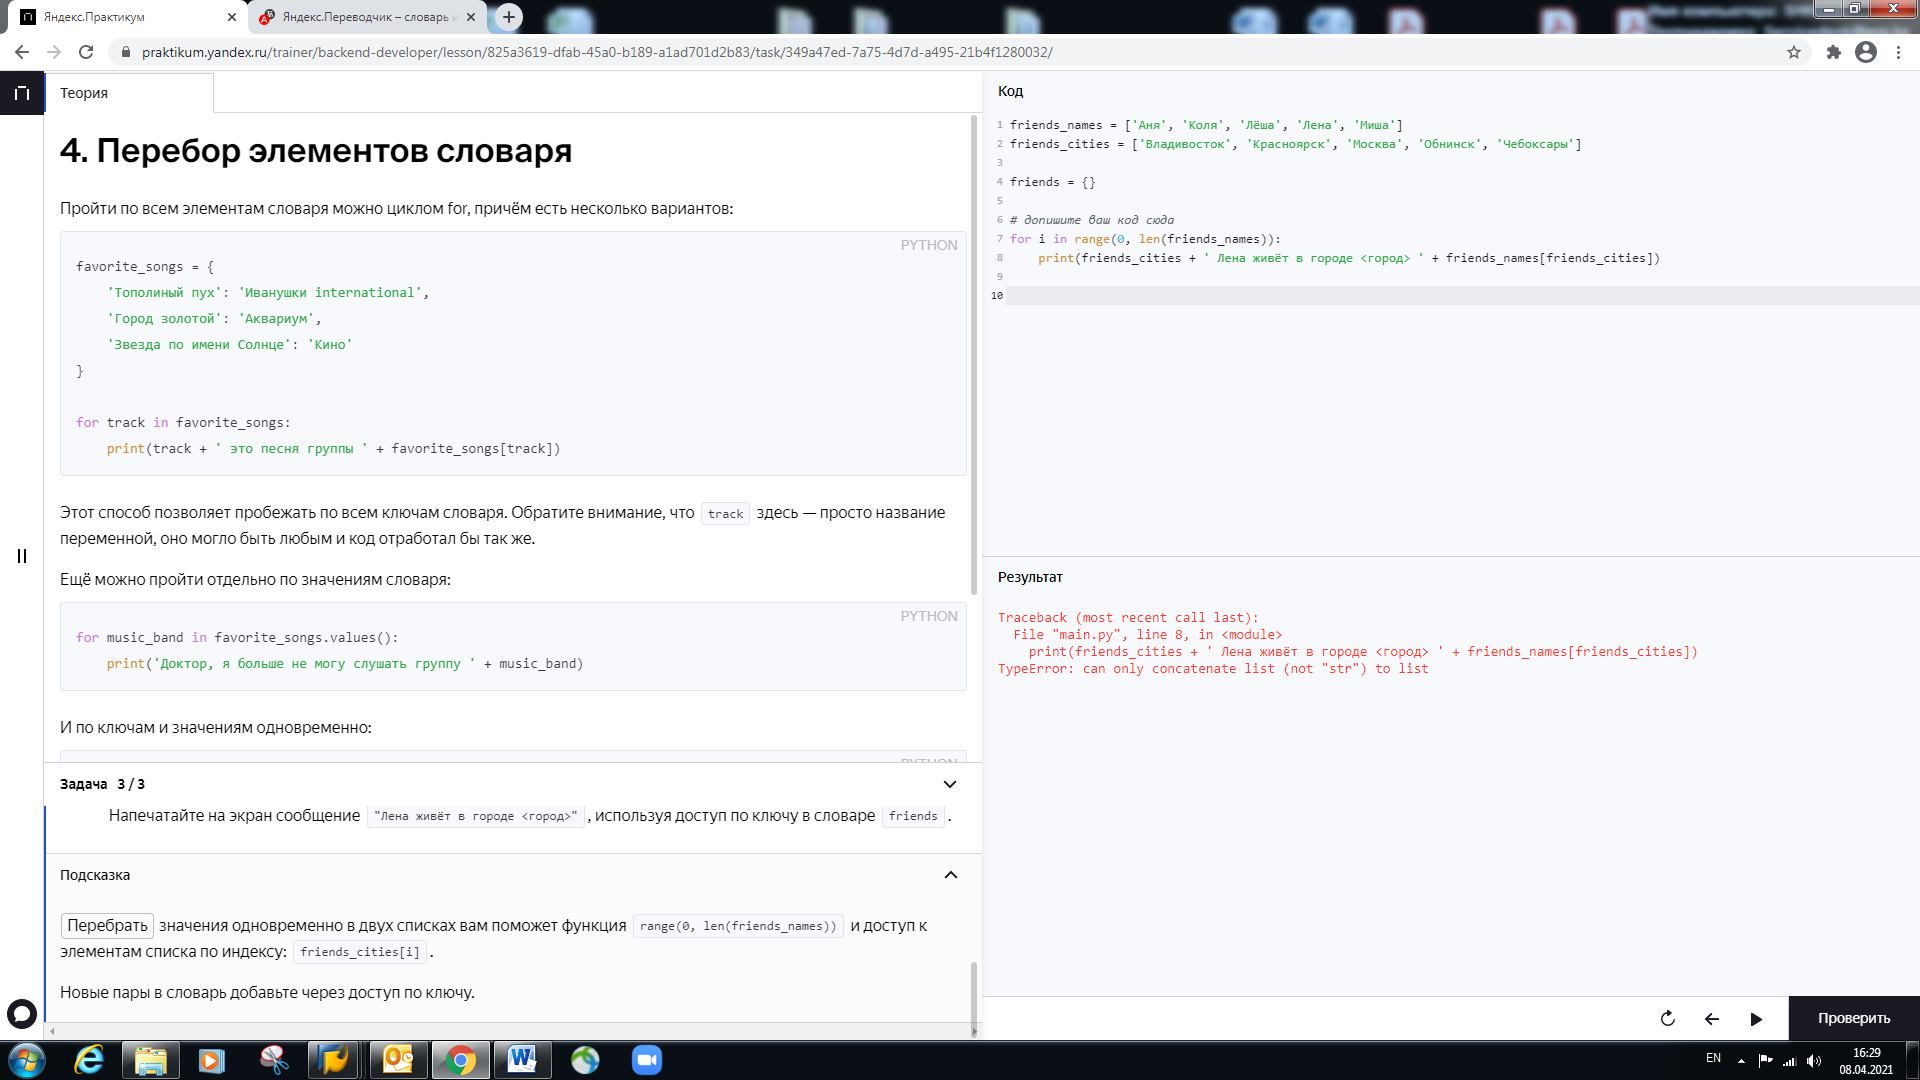 Яндекс.Практикум
Яндекс.Переводчик – словарь и
praktikum.yandex.ru/trainer/backend-developer/lesson/825a3619-dfab-45a0-b189-a1ad701d2b83/task/349a47ed-7a75-4d7d-a495-21b4f1280032/
Теория
4. Перебор элементов словаря
Пройти по всем элементам словаря можно циклом for, причём есть несколько вариантов:
PYTHON
favorite_songs = {
    'Тополиный пух': 'Иванушки international',
    'Город золотой': 'Аквариум',
    'Звезда по имени Солнце': 'Кино'
}
for track in favorite_songs:
    print(track + ' это песня группы ' + favorite_songs[track])
Этот способ позволяет пробежать по всем ключам словаря. Обратите внимание, что track здесь — просто название
переменной, оно могло быть любым и код отработал бы так же.
Ещё можно пройти отдельно по значениям словаря:
PYTHON
for music_band in favorite_songs.values():
    print('Доктор, я больше не могу слушать группу ' + music_band)
И по ключам и значениям одновременно:
PYTHON
Задача 3 / 3
Напечатайте на экран сообщение "Лена живёт в городе <город>" , используя доступ по ключу в словаре friends .
Подсказка
Перебрать значения одновременно в двух списках вам поможет функция range(0, len(friends_names)) и доступ к
элементам списка по индексу: friends_cities[i] .
Новые пары в словарь добавьте через доступ по ключу.
Код
1 friends_names = ['Аня', 'Коля', 'Лёша', 'Лена', 'Миша']
2 friends_cities = ['Владивосток', 'Красноярск', 'Москва', 'Обнинск', 'Чебоксары']
3
4 friends = {}
5
6 # допишите ваш код сюда
7 for i in range(0, len(friends_names)):
8     print(friends_cities + ' Лена живёт в городе <город> ' + friends_names[friends_cities])
9
10
Результат
Traceback (most recent call last):
  File "main.py", line 8, in <module>
    print(friends_cities + ' Лена живёт в городе <город> ' + friends_names[friends_cities])
TypeError: can only concatenate list (not "str") to list
Проверить
EN
16:29
08.04.2021